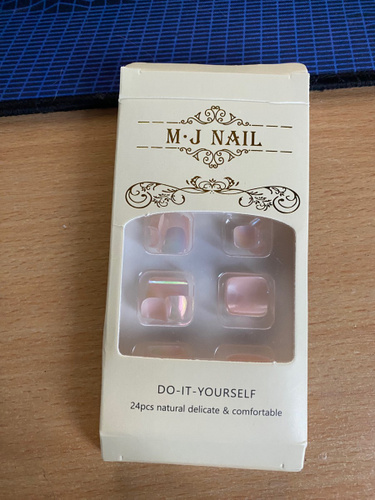 M·J NAIL
DO-IT-YOURSELF
24pcs natural delicate & comfortable